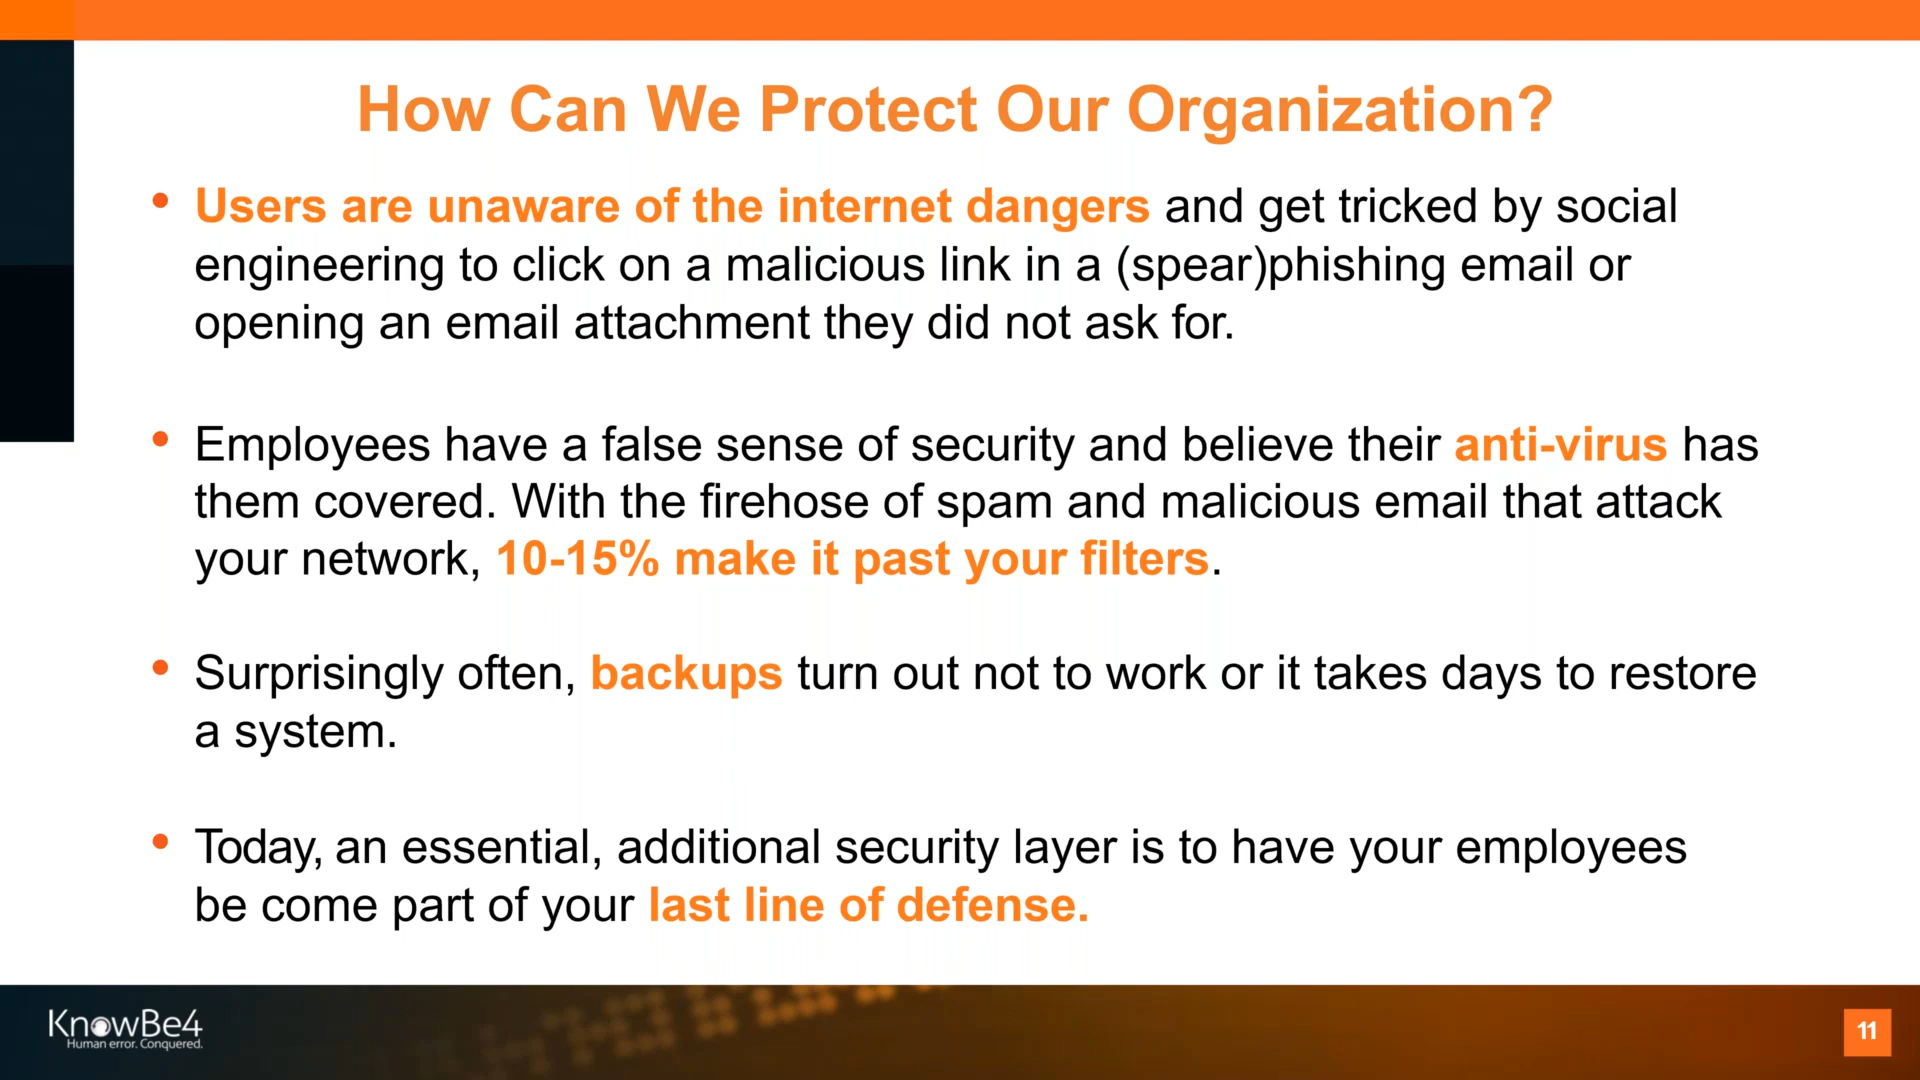 How Can We Protect Our Organization?
• Users are unaware of the internet dangers and get tricked by social
engineering to click on a malicious link in a (spear)phishing email or
opening an email attachment they did not ask for.
• Employees have a false sense of security and believe their anti-virus has
them covered. With the firehose of spam and malicious email that attack
your network, 10-15% make it past your filters.
• Surprisingly often, backups turn out not to work or it takes days to restore
a system.
• Today, an essential, additional security layer is to have your employees
be come part of your last line of defense.
KnowBe4
Human error. Conquered.
11